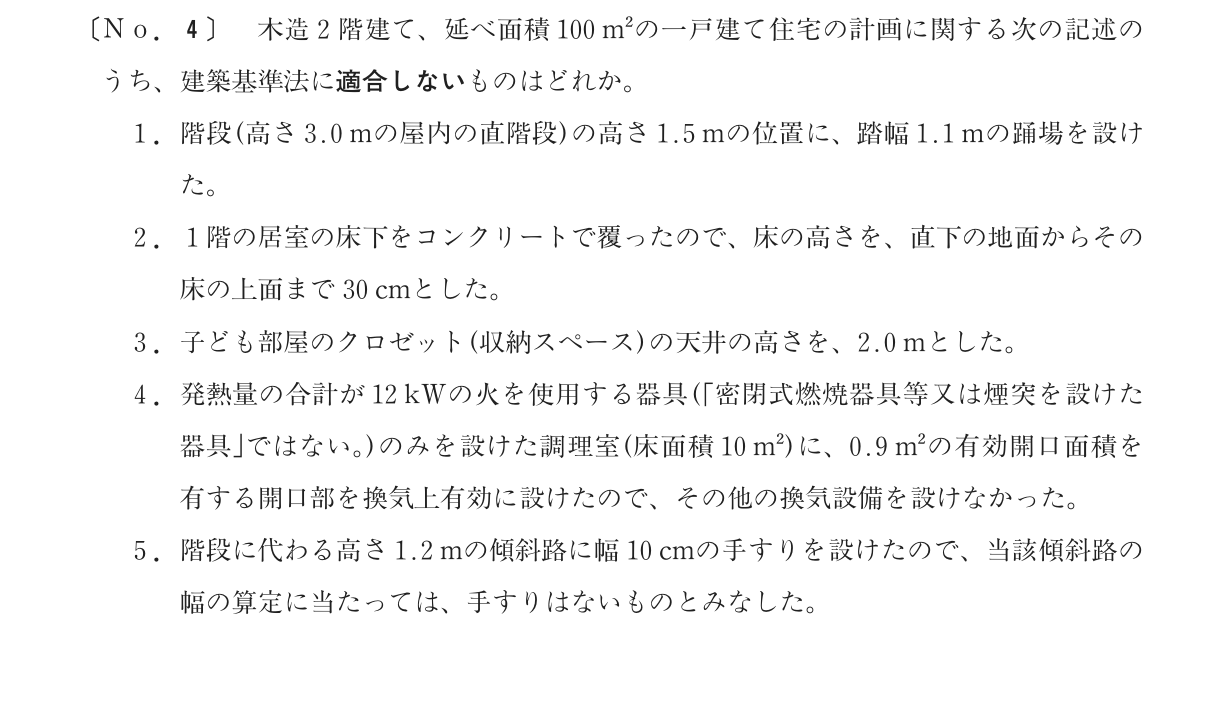 〔Ｎｏ．４〕　木造２階建て、延べ面積100 m²の一戸建て住宅の計画に関する次の記述の
うち、建築基準法に適合しないものはどれか。
１．階段(高さ3.0 mの屋内の直階段)の高さ1.5 mの位置に、踏幅1.1 mの踊場を設け
た。
２．１階の居室の床下をコンクリートで覆ったので、床の高さを、直下の地面からその
床の上面まで30 cmとした。
３．子ども部屋のクロゼット(収納スペース)の天井の高さを、2.0 mとした。
４．発熱量の合計が12 kWの火を使用する器具(｢密閉式燃焼器具等又は煙突を設けた
器具｣ではない。)のみを設けた調理室(床面積10 m²)に、0.9 m²の有効開口面積を
有する開口部を換気上有効に設けたので、その他の換気設備を設けなかった。
５．階段に代わる高さ1.2 mの傾斜路に幅10 cmの手すりを設けたので、当該傾斜路の
幅の算定に当たっては、手すりはないものとみなした。